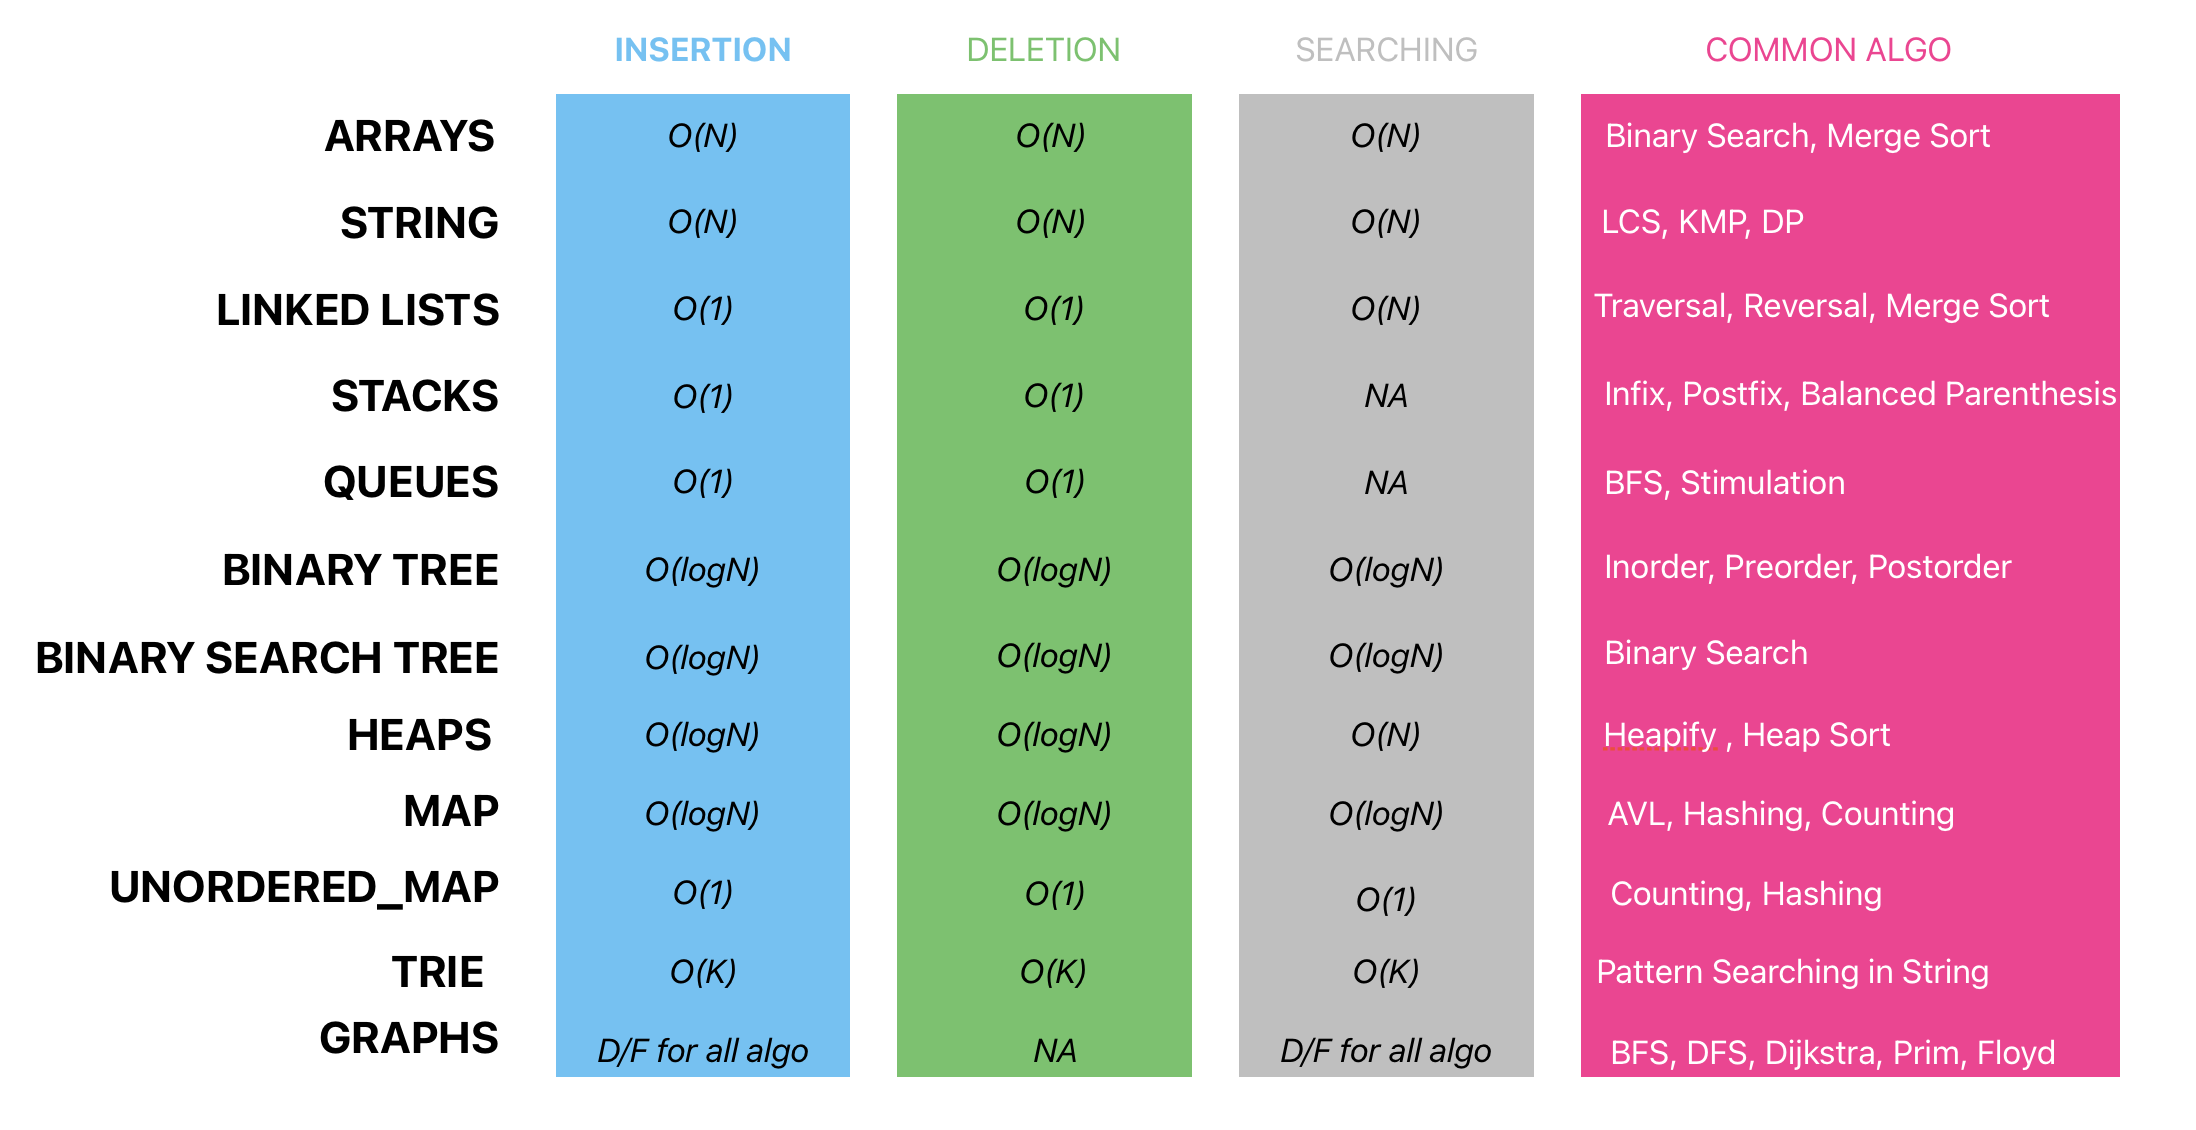 INSERTION DELETION SEARCHING COMMON ALGO
ARRAYS O(N) O(N) O(N) Binary Search, Merge Sort
STRING O(N) O(N) O(N) LCS, KMP, DP
LINKED LISTS O(1) O(1) O(N) Traversal, Reversal, Merge Sort
STACKS O(1) O(1) NA Infix, Postfix, Balanced Parenthesis
QUEUES O(1) O(1) NA BFS, Stimulation
BINARY TREE O(logN) O(logN) O(logN) Inorder, Preorder, Postorder
BINARY SEARCH TREE O(logN) O(logN) O(logN) Binary Search
HEAPS O(logN) O(logN) O(N) Heapify , Heap Sort
MAP O(logN) O(logN) O(logN) AVL, Hashing, Counting
UNORDERED_MAP O(1) O(1) O(1) Counting, Hashing
TRIE O(K) O(K) O(K) Pattern Searching in String
GRAPHS D/F for all algo NA D/F for all algo BFS, DFS, Dijkstra, Prim, Floyd